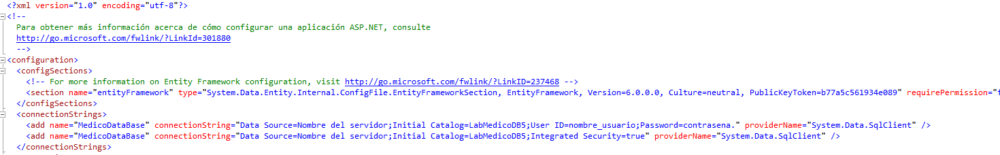 <?xml version="1.0" encoding="utf-8"?>
<!--
Para obtener más información acerca de cómo configurar una aplicación ASP.NET, consulte
http://go.microsoft.com/fwlink/?LinkId=301880
-->
<configuration>
<configSections>
<!-- For more information on Entity Framework configuration, visit http://go.microsoft.com/fwlink/?LinkID=237468 -->
<section name="entityFramework" type="System.Data.Entity.Internal.ConfigFile.EntityFrameworkSection, EntityFramework, Version=6.0.0.0, Culture=neutral, PublicKeyToken=b77a5c561934e089" requirePermission="
</configSections>
<connectionStrings>
<add name="MedicoDataBase" connectionString="Data Source=Nombre del servidor;Initial Catalog=LabMedicoDB5;User ID=nombre_usuario;Password=contrasena." providerName="System.Data.SqlClient" />
<add name="MedicoDataBase" connectionString="Data Source=Nombre del servidor;Initial Catalog=LabMedicoDB5;Integrated Security=true" providerName="System.Data.SqlClient" />
</connectionStrings>